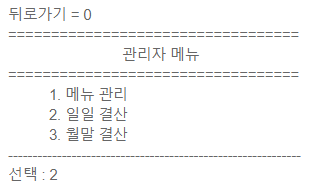 뒤로가기 = 0
==================================
관리자 메뉴
==================================
1. 메뉴 관리
2. 일일 결산
3. 월말 결산
------------------------------------------------------------
선택 : 2